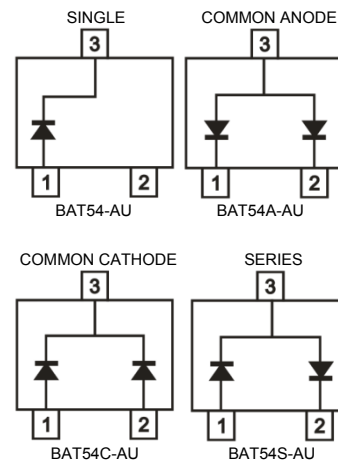 SINGLE
3
1 2
BAT54-AU
COMMON ANODE
3
1 2
BAT54A-AU
COMMON CATHODE
3
1 2
BAT54C-AU
SERIES
3
1 2
BAT54S-AU